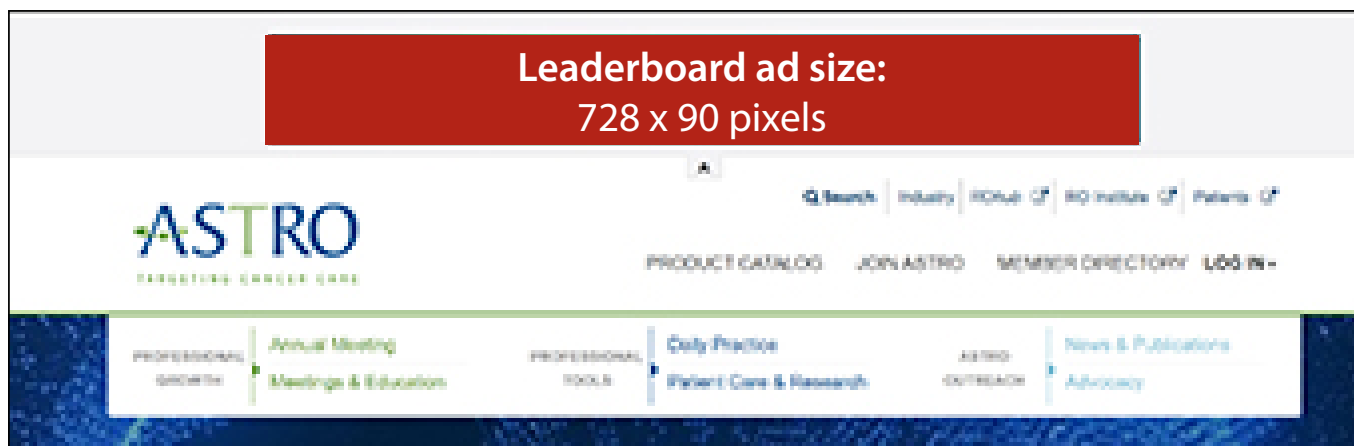 Leaderboard ad size:
728 x 90 pixels
Search Industry ROhub RO Institute Patients
ASTRO
TARGETING CANCER CARE
PRODUCT CATALOG JOIN ASTRO MEMBER DIRECTORY LOG IN
PROFESSIONAL GROWTH
Annual Meeting
Meetings & Education
PROFESSIONAL TOOLS
Daily Practice
Patient Care & Research
ASTRO OUTREACH
News & Publications
Advocacy